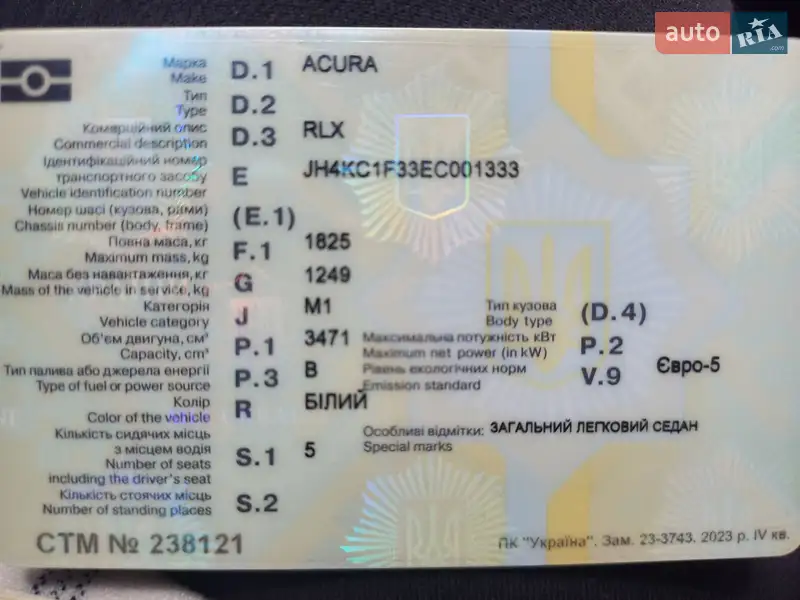 auto RIA .com
Марка
Make D.1 ACURA
Тип
Type D.2
Комерційний опис
Commercial description D.3 RLX
Ідентифікаційний номер
транспортного засобу
Vehicle identification number E JH4KC1F33EC001333
Номер шасі (кузова, рами)
Chassis number (body, frame) (E.1)
Повна маса, кг
Maximum mass, kg F.1 1825
Маса без навантаження, кг
Mass of the vehicle in service, kg G 1249
Категорія
Vehicle category J M1
Тип кузова
Body type (D.4)
Об'єм двигуна, см³
Capacity, cm³ P.1 3471
Максимальна потужність кВт
Maximum net power (in kW) P.2
Тип палива або джерела енергії
Type of fuel or power source P.3 B
Рівень екологічних норм
Emission standard V.9 Євро-5
Колір
Color of the vehicle R БІЛИЙ
Кількість сидячих місць
з місцем водія
Number of seats
including the driver's seat S.1 5
Особливі відмітки: ЗАГАЛЬНИЙ ЛЕГКОВИЙ СЕДАН
Special marks
Кількість стоячих місць
Number of standing places S.2
СТМ № 238121
ПК "Україна". Зам. 23-3743. 2023 р. IV кв.